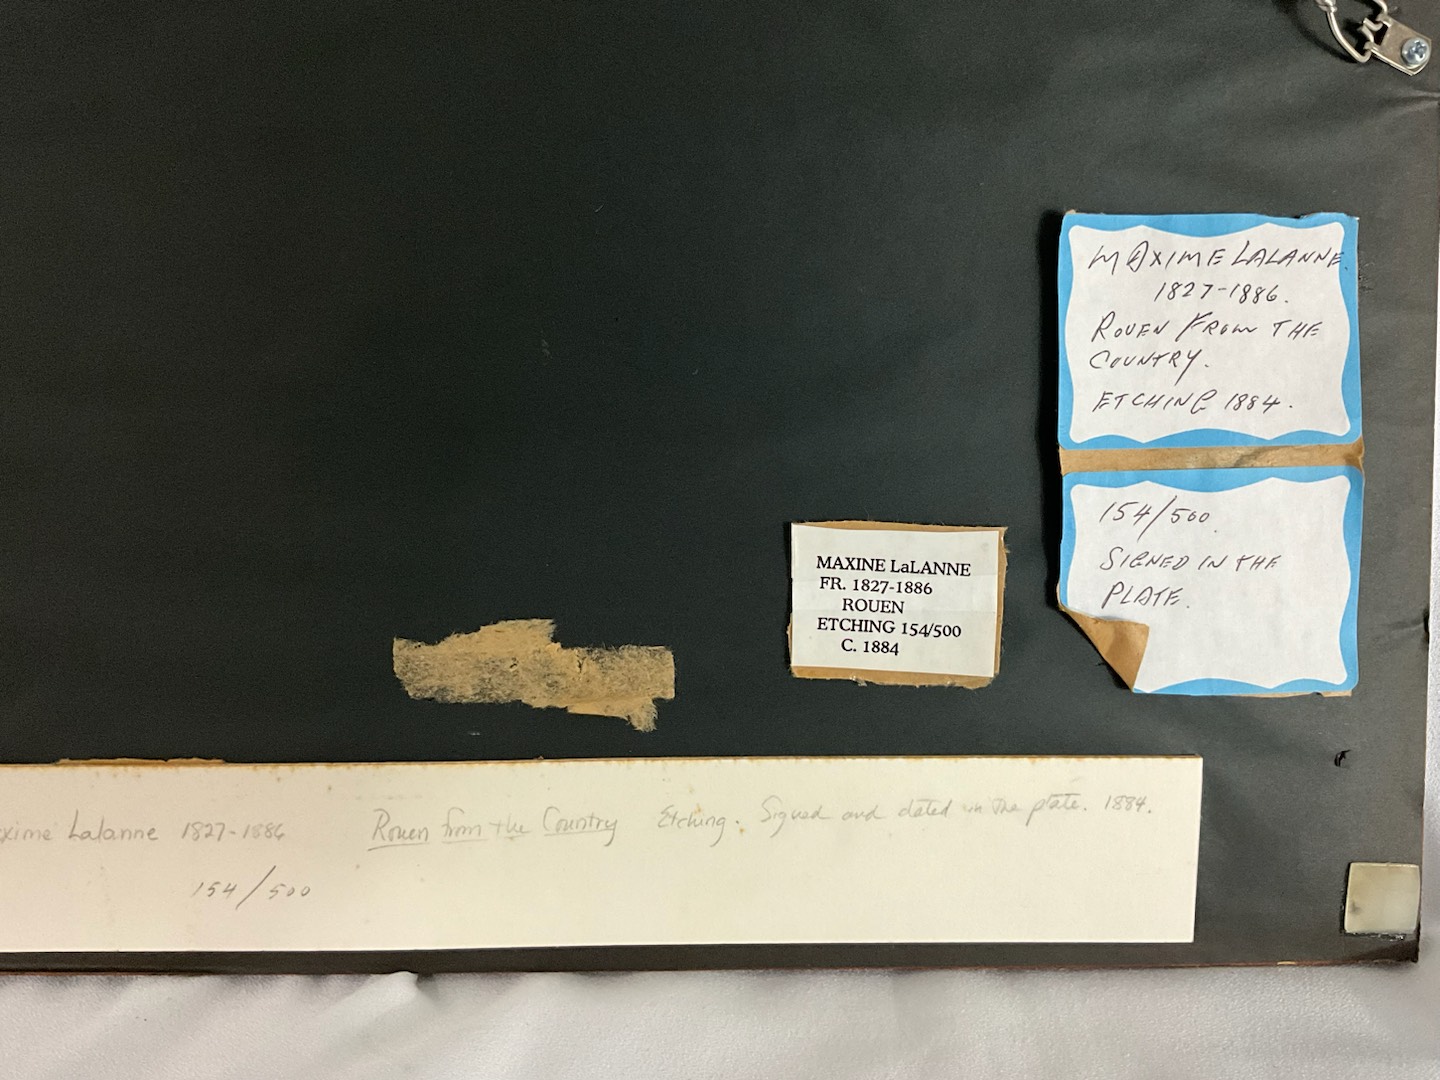 MAXIME LALANNE
1827-1886.
ROUEN FROM THE
COUNTRY.
ETCHING 1884.
154/500.
SIGNED IN THE
PLATE.
MAXINE LaLANNE
FR. 1827-1886
ROUEN
ETCHING 154/500
C. 1884
xime Lalanne 1827-1886 Rouen from the Country Etching. Signed and dated in the plate. 1884.
154/500